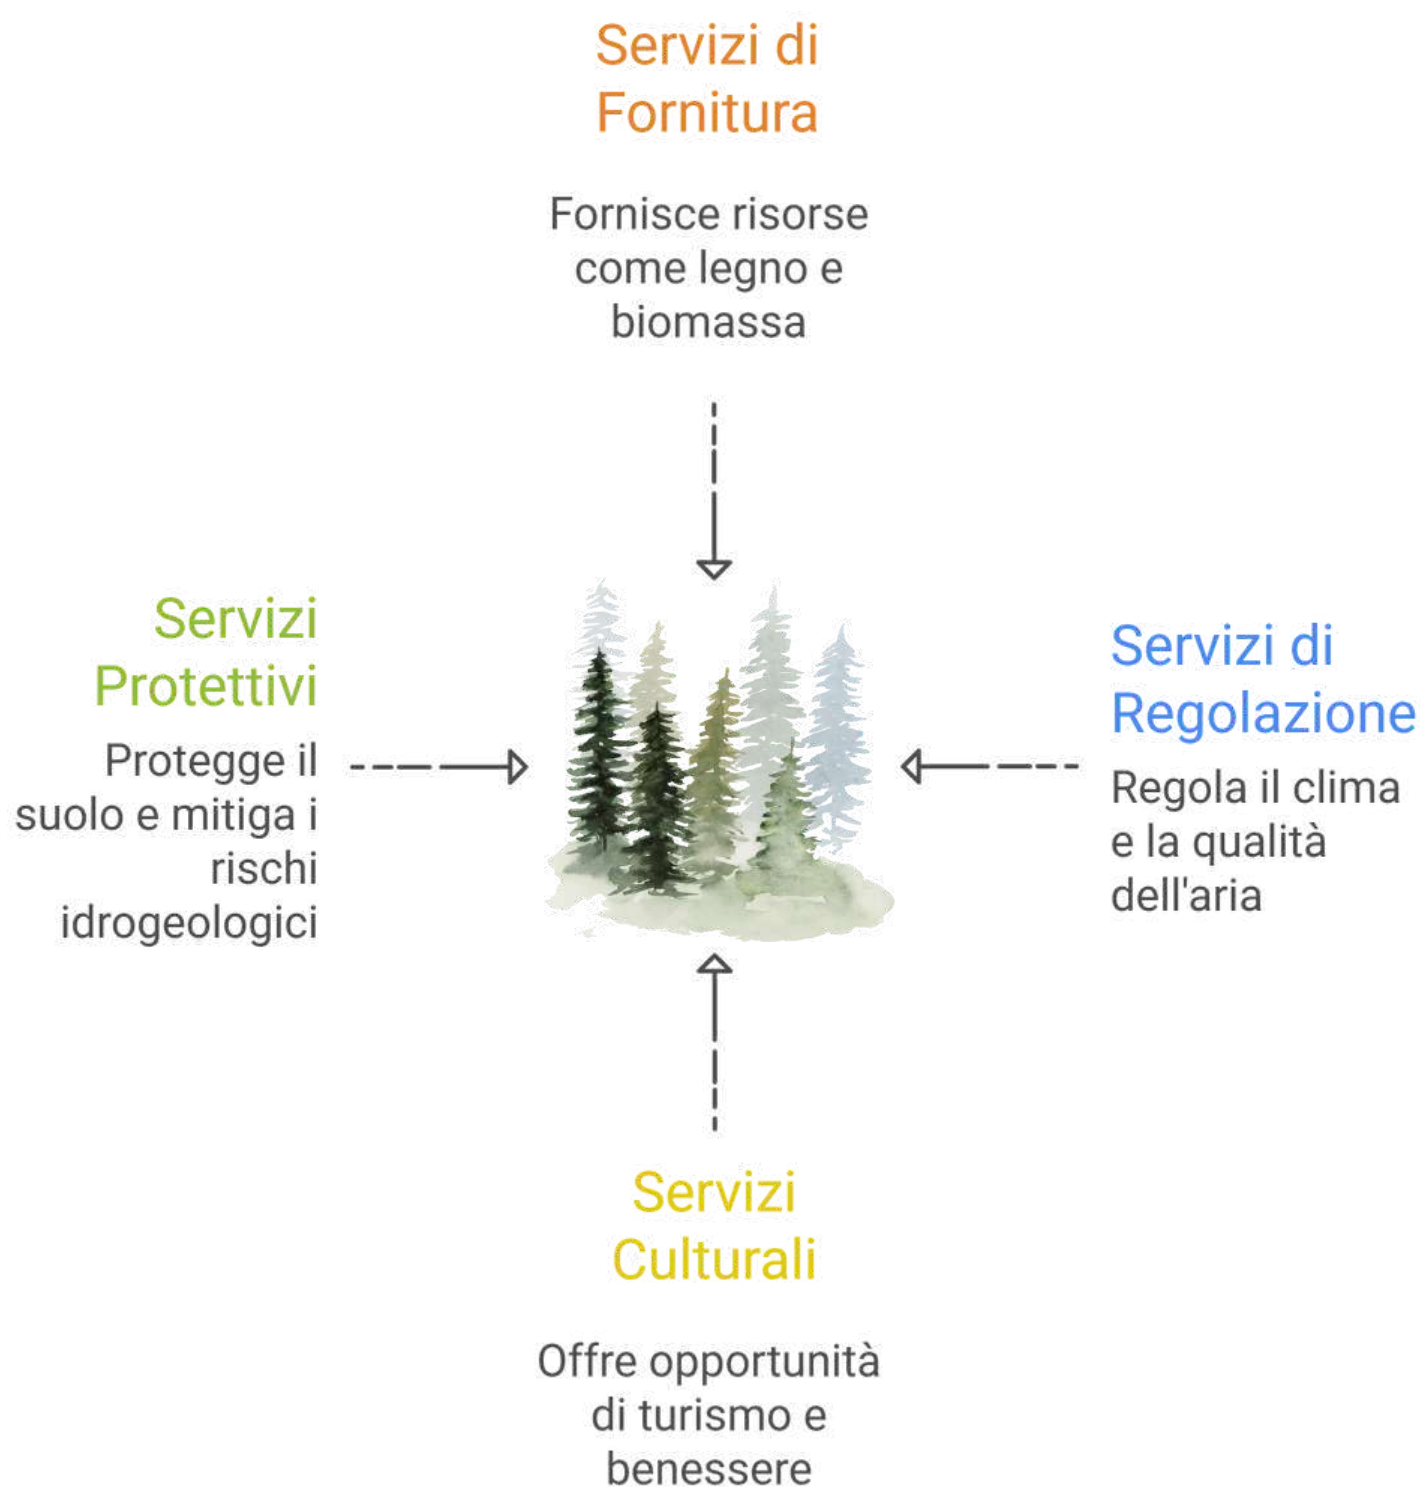 Servizi di
Fornitura
Fornisce risorse
come legno e
biomassa
Servizi
Protettivi
Protegge il
suolo e mitiga i
rischi
idrogeologici
Servizi di
Regolazione
Regola il clima
e la qualità
dell'aria
Servizi
Culturali
Offre opportunità
di turismo e
benessere